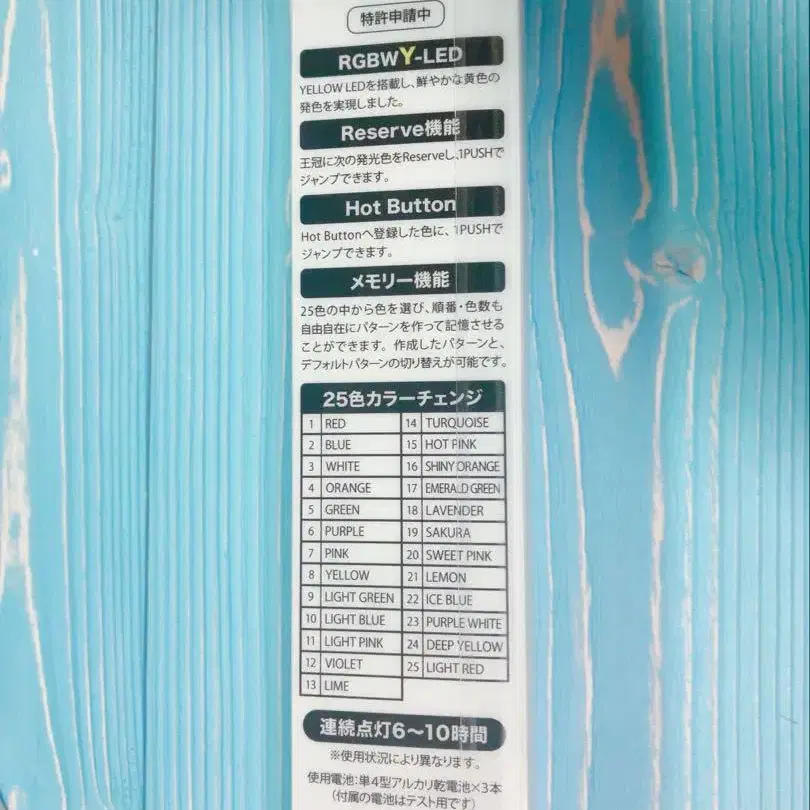 特許申請中
RGBWY-LED
YELLOW LEDを搭載し、鮮やかな黄色の
発色を実現しました。
Reserve機能
王冠に次の発光色をReserveし、1PUSHで
ジャンプできます。
Hot Button
Hot Buttonへ登録した色に、1PUSHで
ジャンプできます。
メモリー機能
25色の中から色を選び、順番・色数も
自由自在にパターンを作って記憶させる
ことができます。作成したパターンと、
デフォルトパターンの切り替えが可能です。
25色カラーチェンジ
1 RED
2 BLUE
3 WHITE
4 ORANGE
5 GREEN
6 PURPLE
7 PINK
8 YELLOW
9 LIGHT GREEN
10 LIGHT BLUE
11 LIGHT PINK
12 VIOLET
13 LIME
14 TURQUOISE
15 HOT PINK
16 SHINY ORANGE
17 EMERALD GREEN
18 LAVENDER
19 SAKURA
20 SWEET PINK
21 LEMON
22 ICE BLUE
23 PURPLE WHITE
24 DEEP YELLOW
25 LIGHT RED
連続点灯6〜10時間
※使用状況により異なります。
使用電池：単4型アルカリ乾電池×3本
（付属の電池はテスト用です）